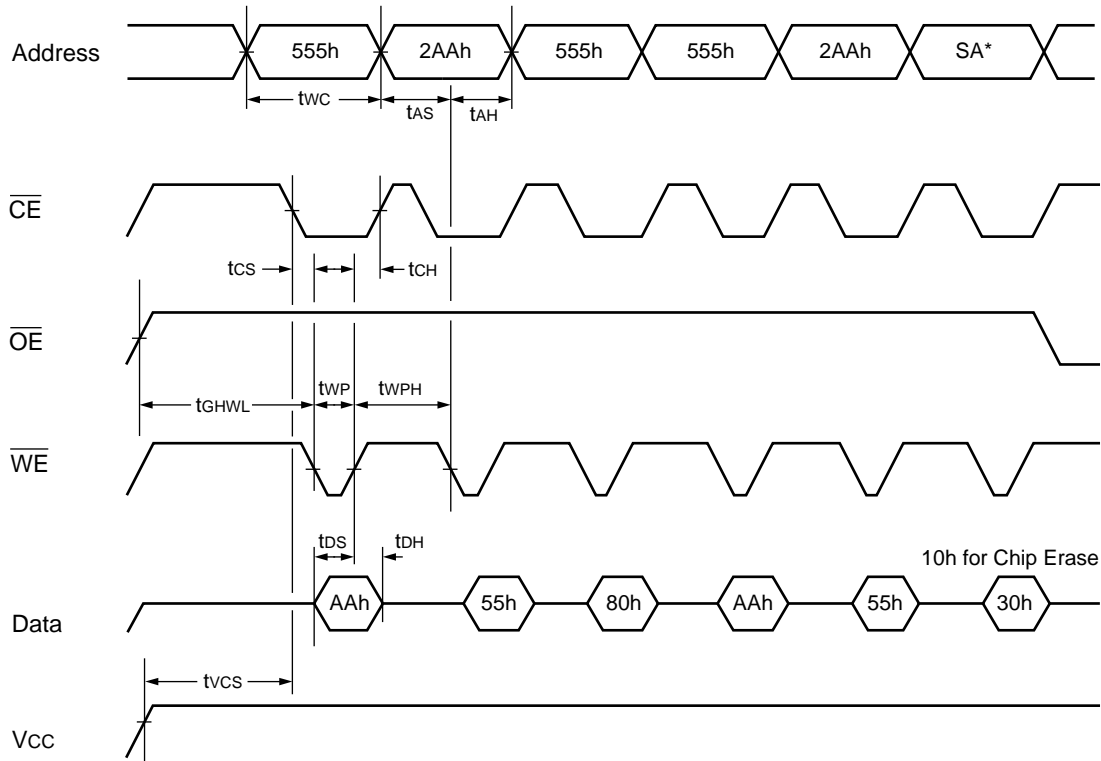 Address 555h 2AAh 555h 555h 2AAh SA*
tWC tAS tAH
CE
tCS tCH
OE
tGHWL tWP tWPH
WE
tDS tDH
10h for Chip Erase
Data AAh 55h 80h AAh 55h 30h
tVCS
VCC